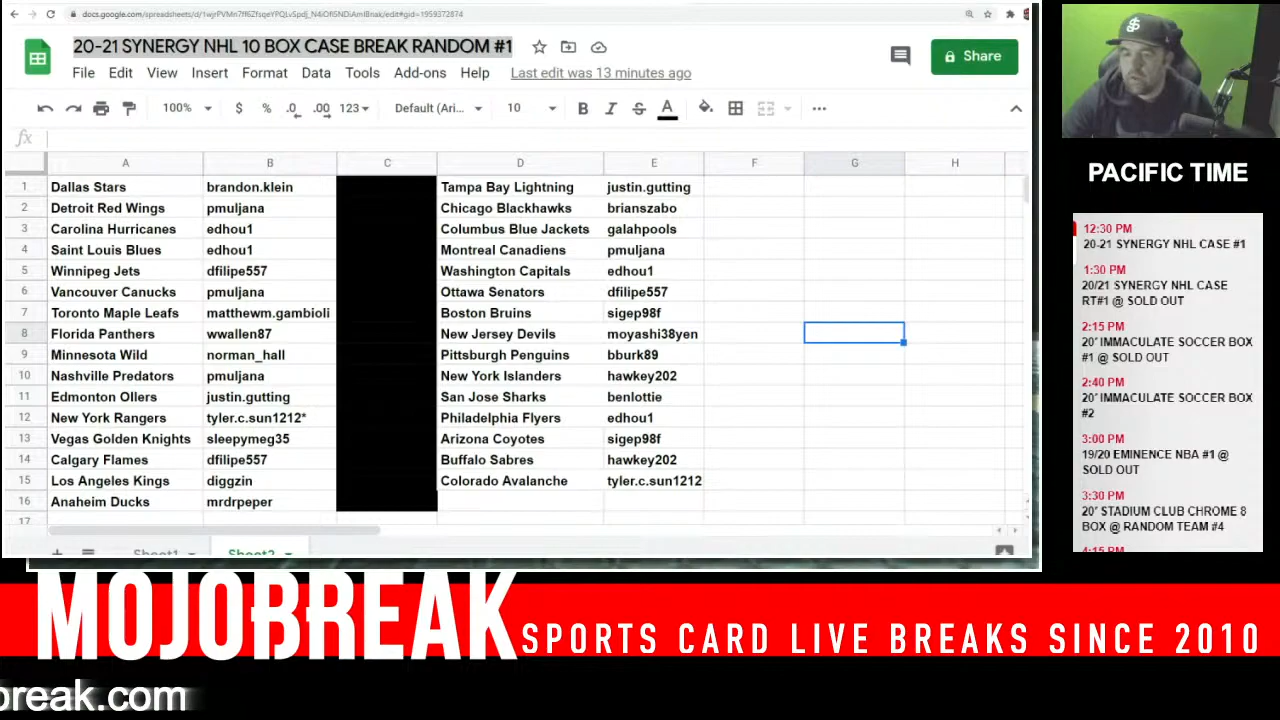 docs.google.com/spreadsheets/d/
20-21 SYNERGY NHL 10 BOX CASE BREAK RANDOM #1
Share
File Edit View Insert Format Data Tools Add-ons Help Last edit was 13 minutes ago
100% $ % .0 .00 123 Default (Ari... 10 B I S A
fx
A B C D E F G H
1 Dallas Stars brandon.klein Tampa Bay Lightning justin.gutting
2 Detroit Red Wings pmuljana Chicago Blackhawks brianszabo
3 Carolina Hurricanes edhou1 Columbus Blue Jackets galahpools
4 Saint Louis Blues edhou1 Montreal Canadiens pmuljana
5 Winnipeg Jets dfilipe557 Washington Capitals edhou1
6 Vancouver Canucks pmuljana Ottawa Senators dfilipe557
7 Toronto Maple Leafs matthewm.gambioli Boston Bruins sigep98f
8 Florida Panthers wwallen87 New Jersey Devils moyashi38yen
9 Minnesota Wild norman_hall Pittsburgh Penguins bburk89
10 Nashville Predators pmuljana New York Islanders hawkey202
11 Edmonton Ollers justin.gutting San Jose Sharks benlottie
12 New York Rangers tyler.c.sun1212* Philadelphia Flyers edhou1
13 Vegas Golden Knights sleepymeg35 Arizona Coyotes sigep98f
14 Calgary Flames dfilipe557 Buffalo Sabres hawkey202
15 Los Angeles Kings diggzin Colorado Avalanche tyler.c.sun1212
16 Anaheim Ducks mrdrpeper
17
Sheet1 Sheet2
PACIFIC TIME
12:30 PM
20-21 SYNERGY NHL CASE #1
1:30 PM
20/21 SYNERGY NHL CASE
RT#1 @ SOLD OUT
2:15 PM
20' IMMACULATE SOCCER BOX
#1 @ SOLD OUT
2:40 PM
20' IMMACULATE SOCCER BOX
#2
3:00 PM
19/20 EMINENCE NBA #1 @
SOLD OUT
3:30 PM
20' STADIUM CLUB CHROME 8
BOX @ RANDOM TEAM #4
4:15 PM
MOJOBREAK
SPORTS CARD LIVE BREAKS SINCE 2010
break.com